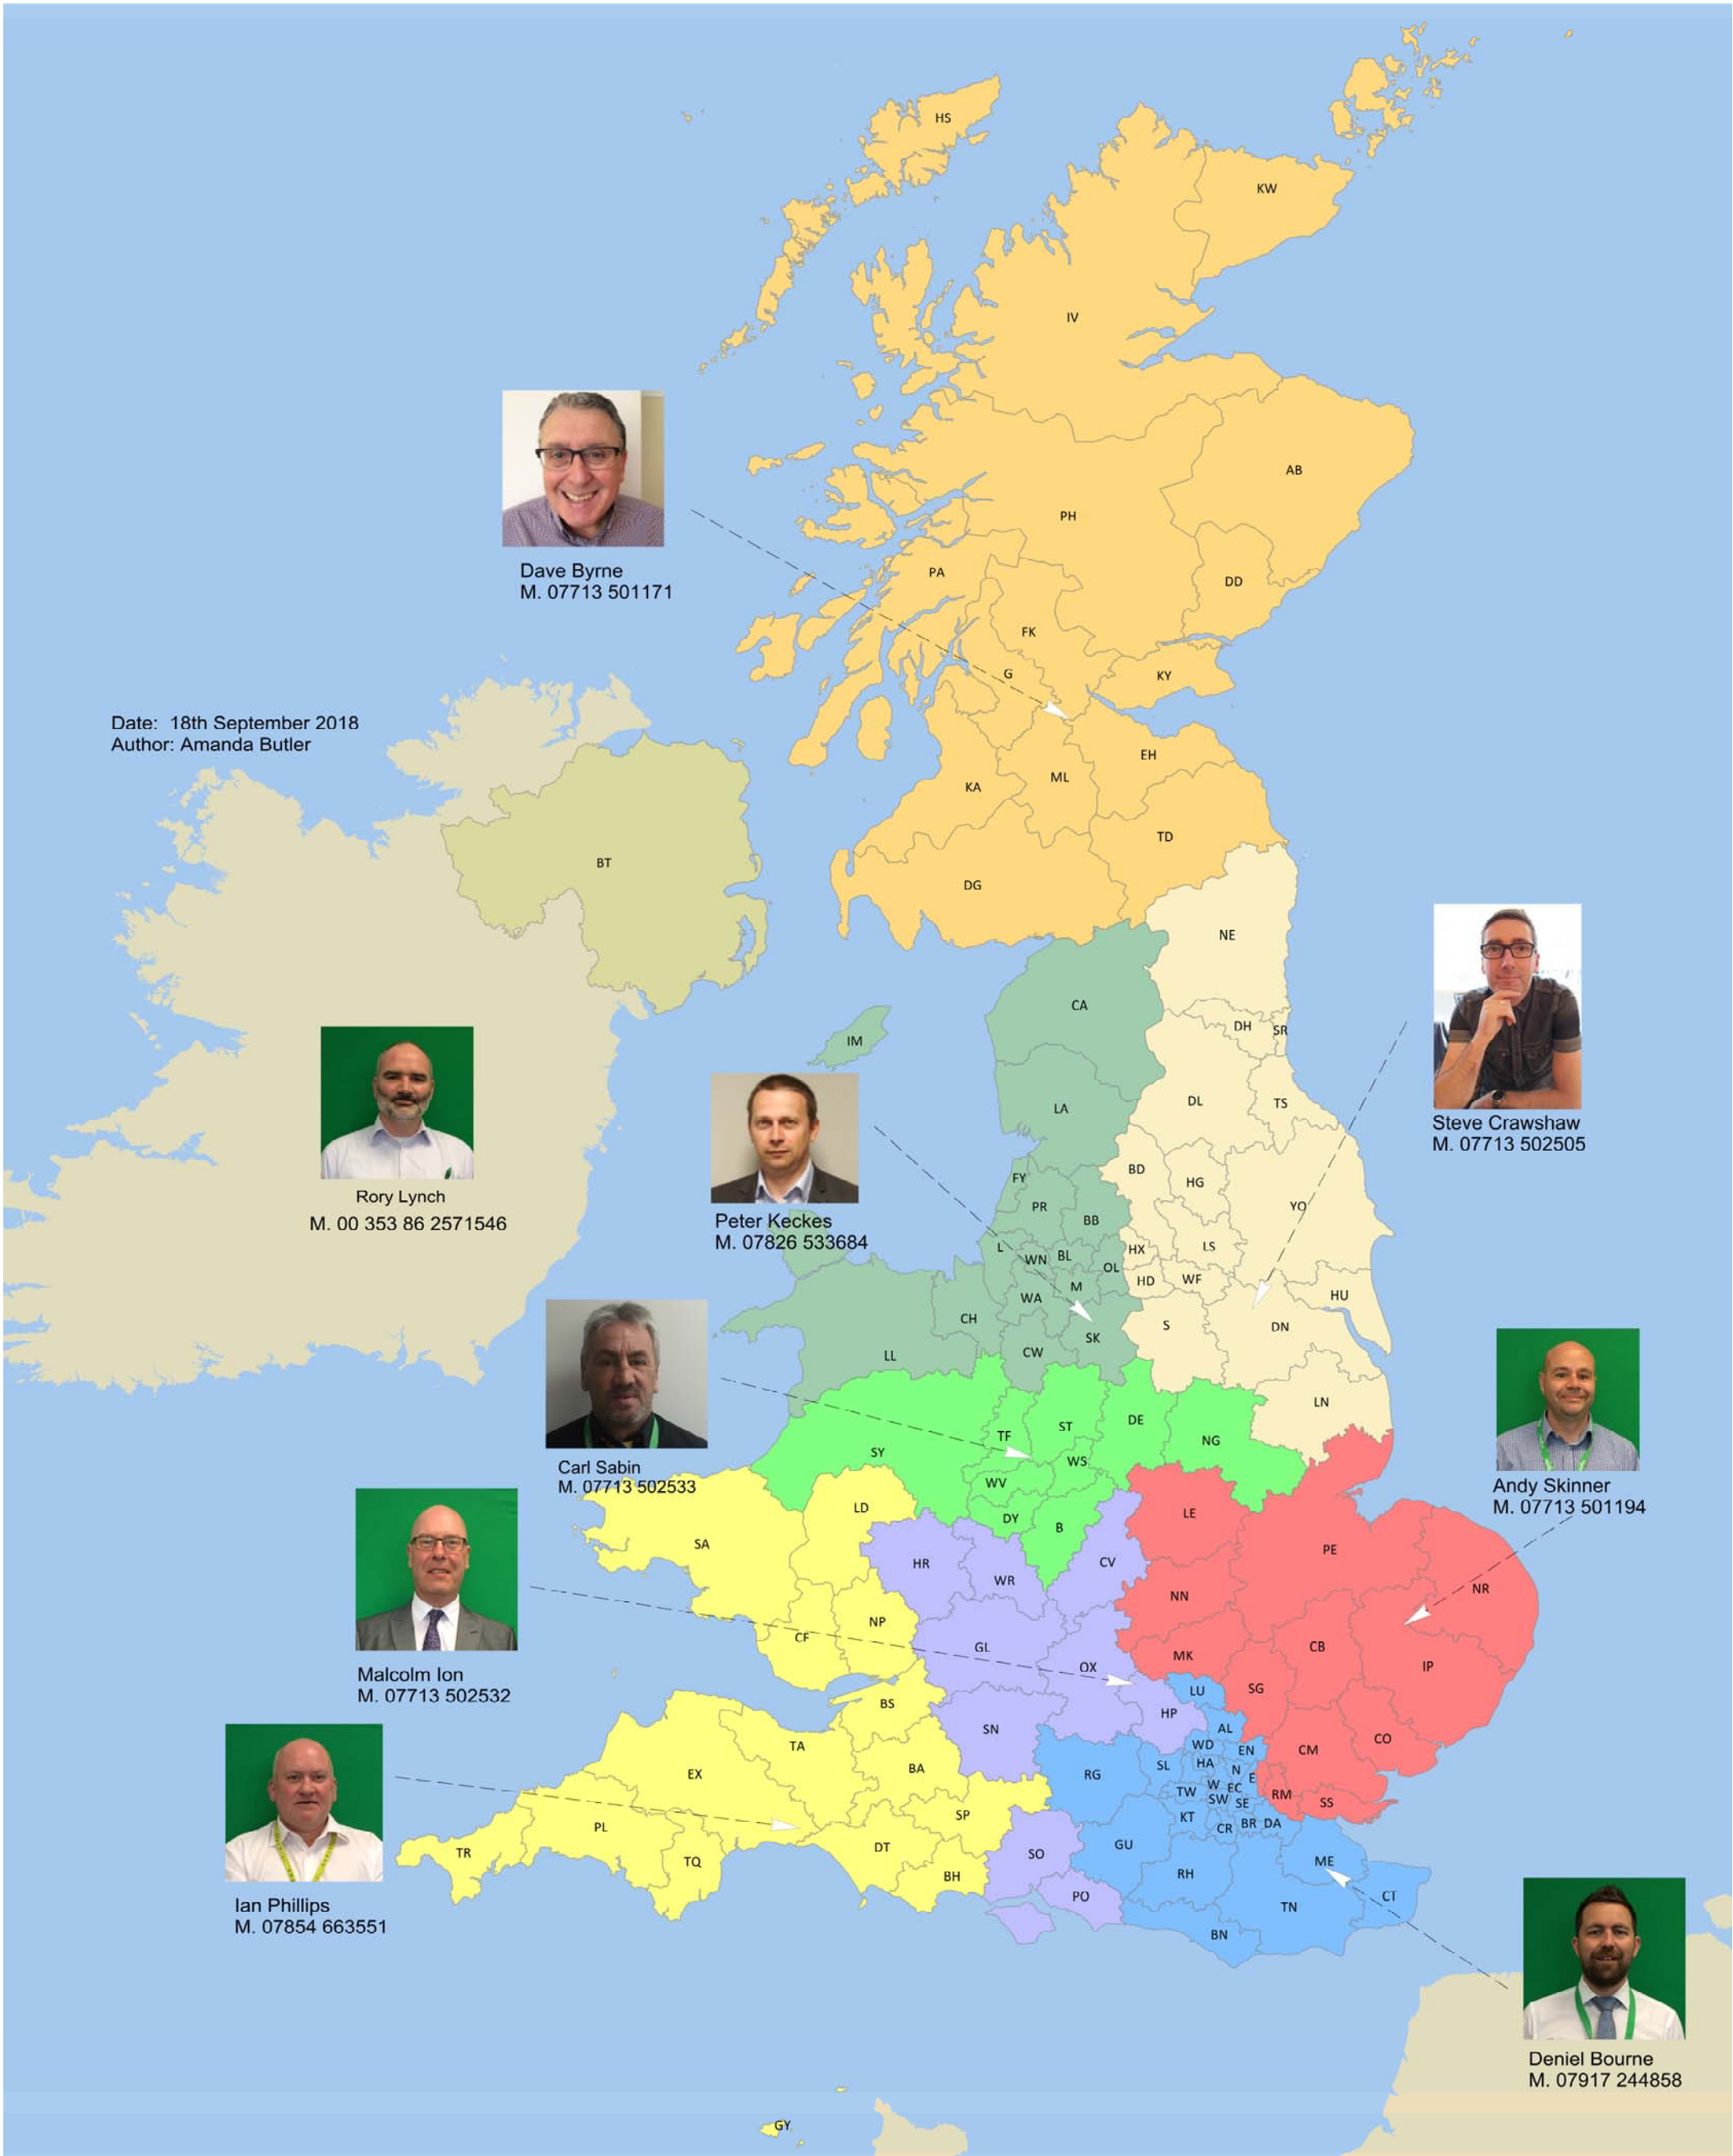 HS
KW
IV
AB
PH
Dave Byrne
M. 07713 501171
PA
DD
FK
G
KY
Date: 18th September 2018
Author: Amanda Butler
EH
ML
KA
TD
BT
DG
NE
CA
DH
SR
IM
LA
DL
TS
Steve Crawshaw
M. 07713 502505
BD
FY
HG
Rory Lynch
M. 00 353 86 2571546
PR
YO
Peter Keckes
M. 07826 533684
BB
L
WN
BL
HX
LS
OL
HD
WF
M
WA
HU
CH
S
DN
SK
LL
CW
LN
ST
DE
TF
NG
SY
WS
Carl Sabin
M. 07713 502533
WV
Andy Skinner
M. 07713 501194
LD
LE
DY
B
SA
PE
HR
CV
WR
NR
NN
NP
CF
GL
CB
MK
OX
IP
Malcolm Ion
M. 07713 502532
LU
SG
BS
HP
SN
AL
CO
TA
WD
EN
CM
BA
EX
RG
SL
HA
N
E
TW
W
EC
RM
SW
SE
SS
SP
KT
CR
BR
DA
PL
GU
DT
TR
SO
TQ
ME
RH
BH
PO
CT
Ian Phillips
M. 07854 663551
TN
BN
Deniel Bourne
M. 07917 244858
GY